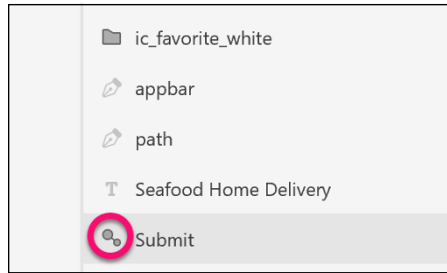 ic_favorite_white
appbar
path
T Seafood Home Delivery
Submit